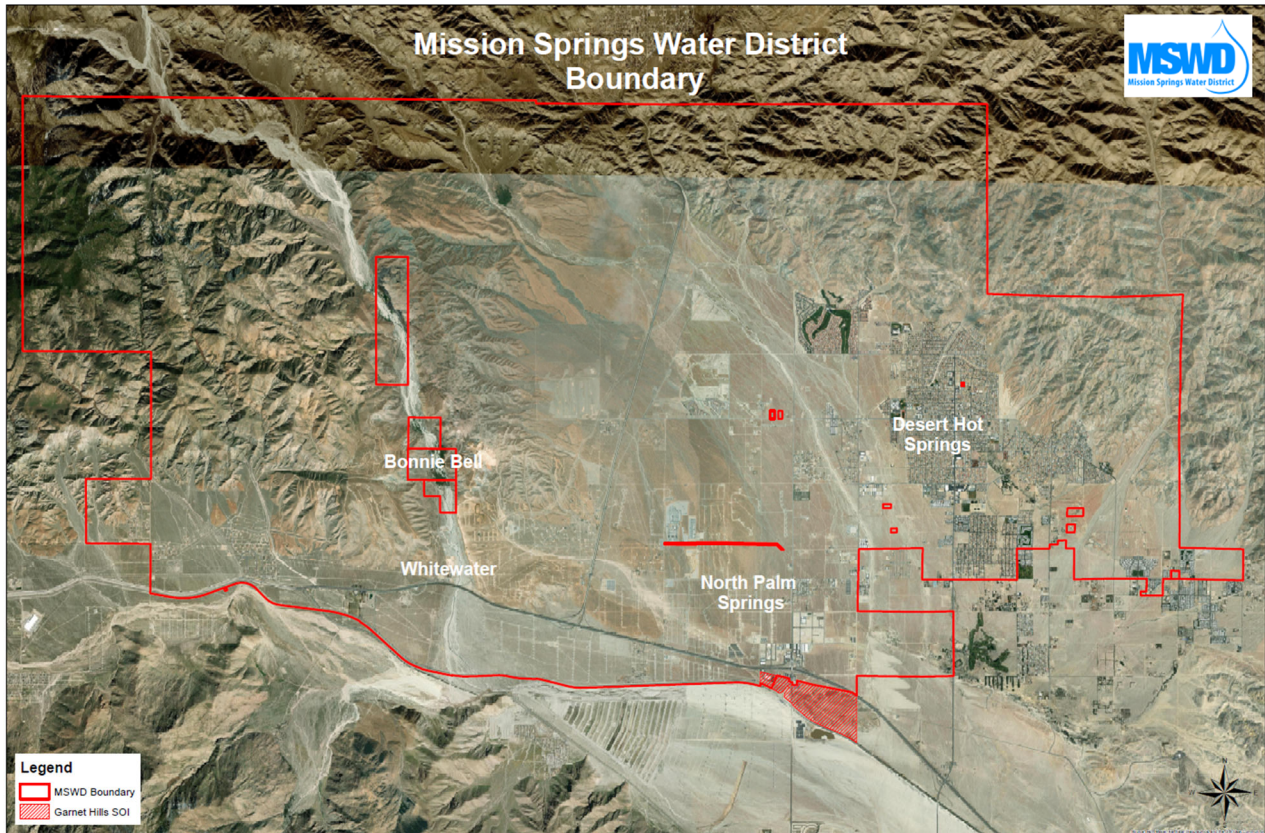 Mission Springs Water District
Boundary
MSWD
Mission Springs Water District
Desert Hot
Springs
Bonnie Bell
Whitewater
North Palm
Springs
Legend
MSWD Boundary
Garnet Hills SOI
N